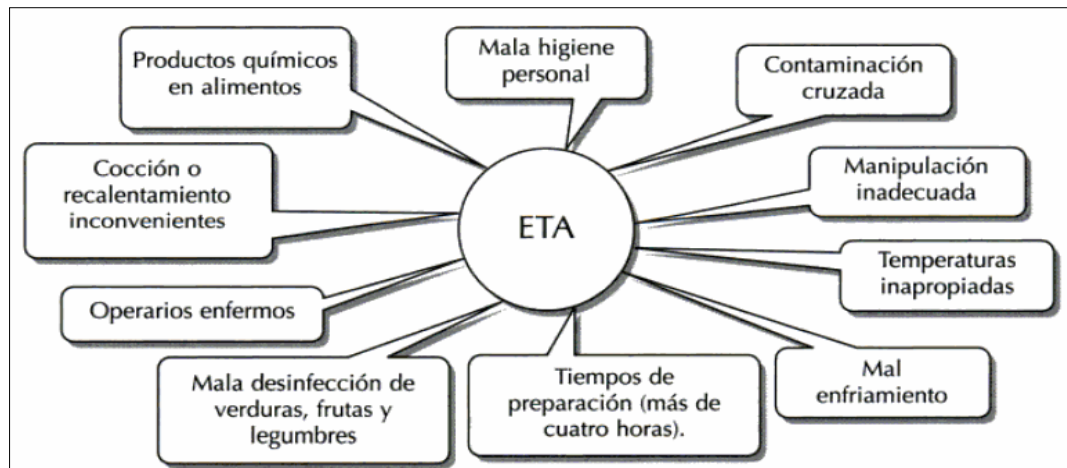 Productos químicos
en alimentos
Mala higiene
personal
Contaminación
cruzada
Cocción o
recalentamiento
inconvenientes
Manipulación
inadecuada
ETA
Temperaturas
inapropiadas
Operarios enfermos
Mala desinfección de
verduras, frutas y
legumbres
Tiempos de
preparación (más de
cuatro horas).
Mal
enfriamiento